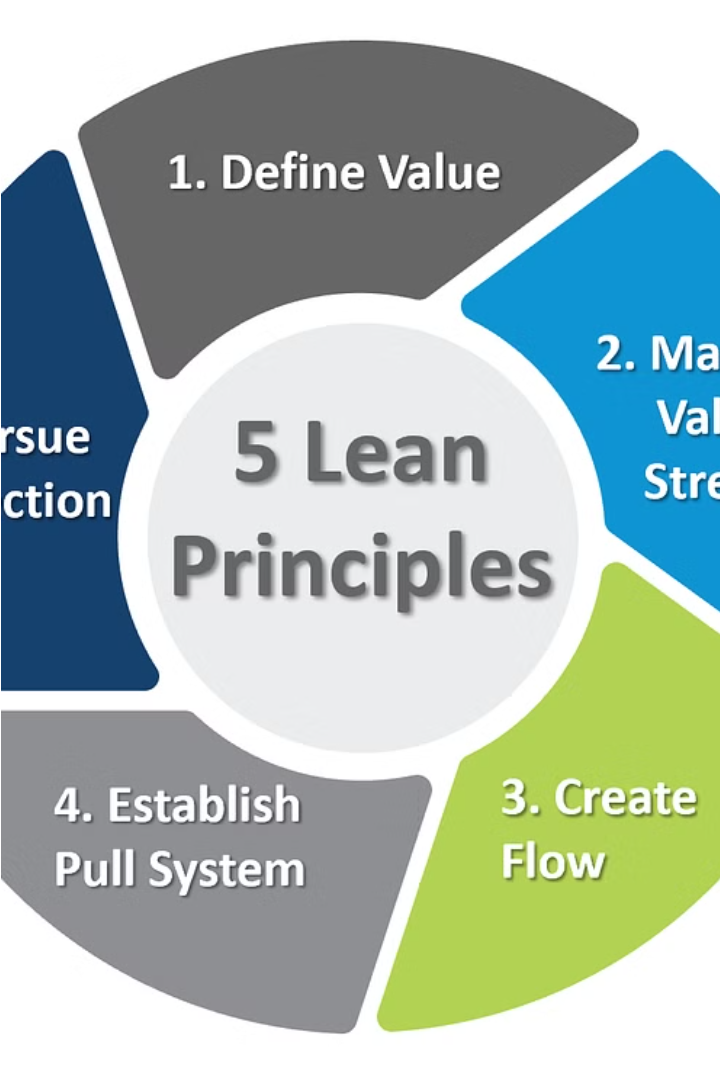 1. Define Value
2. Ma
Val
Stre
3. Create
Flow
4. Establish
Pull System
rsue
ction
5 Lean
Principles